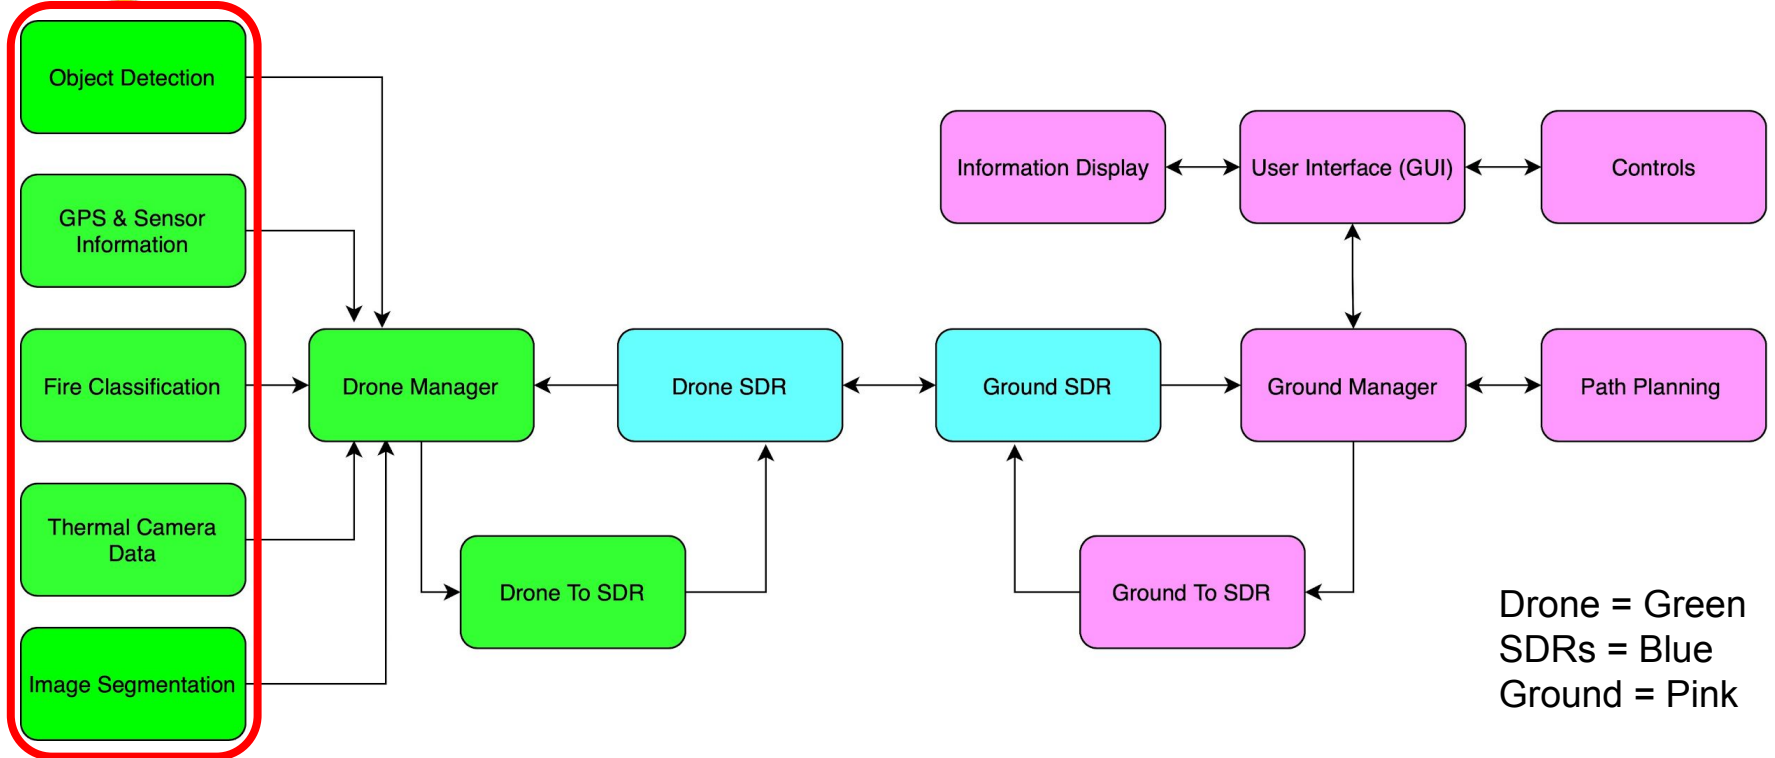 Object Detection
GPS & Sensor
Information
Fire Classification
Thermal Camera
Data
Image Segmentation
Drone Manager
Drone To SDR
Drone SDR
Ground SDR
Information Display
User Interface (GUI)
Controls
Ground Manager
Path Planning
Ground To SDR
Drone = Green
SDRs = Blue
Ground = Pink